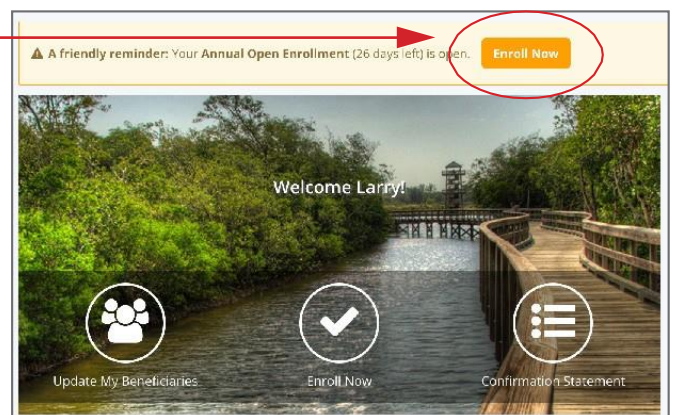 A friendly reminder: Your Annual Open Enrollment (26 days left) is open. Enroll Now
Welcome Larry!
Update My Beneficiaries Enroll Now Confirmation Statement